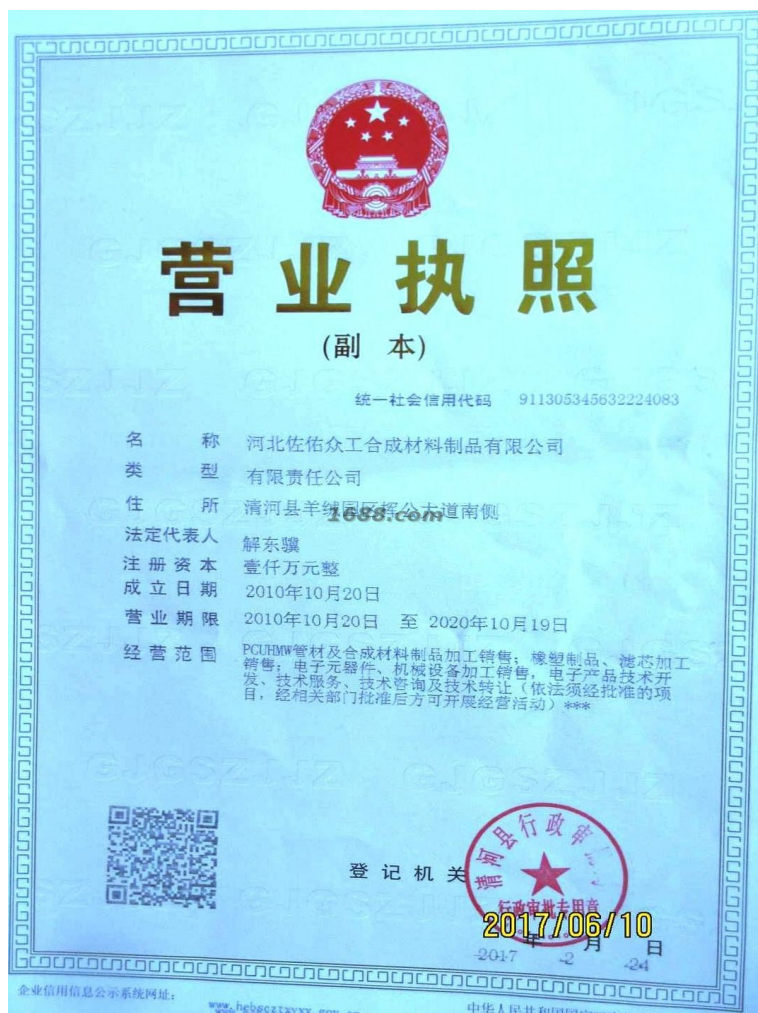 营业执照
(副 本)
统一社会信用代码 911305345632224083
名 称 河北佐佑众工合成材料制品有限公司
类 型 有限责任公司
住 所 清河县羊绒园区挥公大道南侧
1688.com
法定代表人 解东骥
注册资本 壹仟万元整
成立日期 2010年10月20日
营业期限 2010年10月20日 至 2020年10月19日
经营范围 PCUHMW管材及合成材料制品加工销售；橡塑制品、滤芯加工
销售；电子元器件、机械设备加工销售，电子产品技术开
发、技术服务、技术咨询及技术转让（依法须经批准的项
目，经相关部门批准后方可开展经营活动）***
登记机关
清河县行政审
行政审批专用章
2017/06/10
年 月 日
2017 -2 -24
企业信用信息公示系统网址：
www.hebscztxyxx.gov.cn
中华人民共和国国家